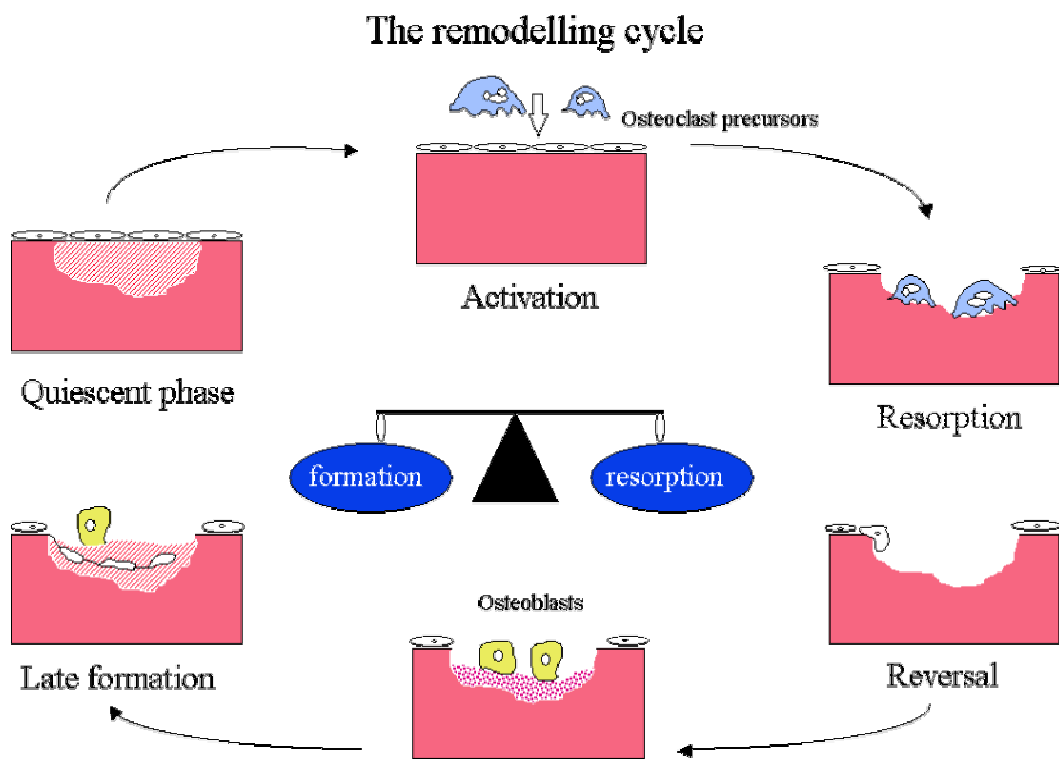 The remodelling cycle
Osteoclast precursors
Activation
Quiescent phase
Resorption
formation
resorption
Osteoblasts
Late formation
Reversal